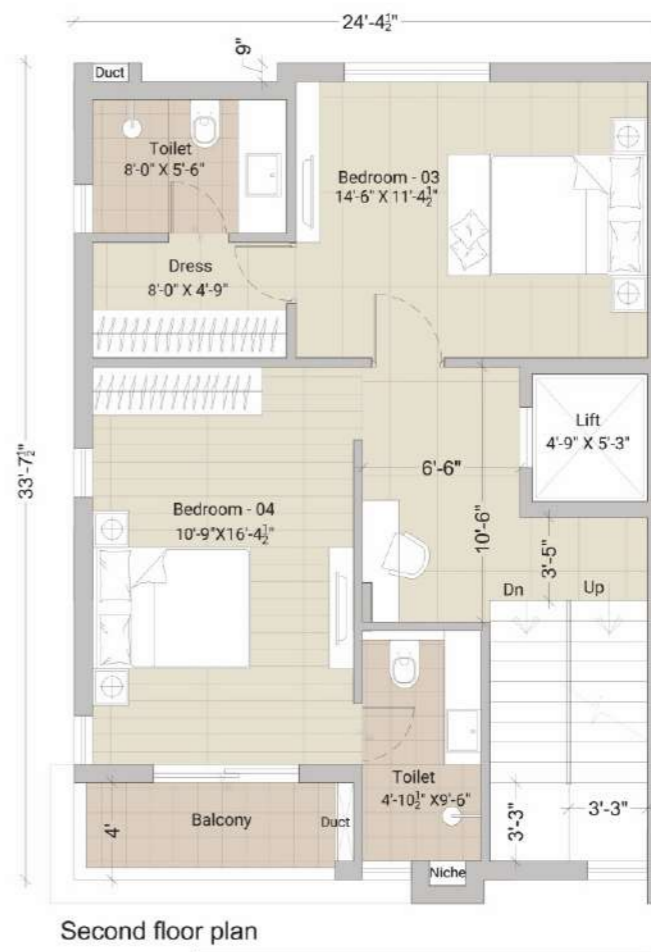 24'-4½"
9"
Duct
Toilet
8'-0" X 5'-6"
Bedroom - 03
14'-6" X 11'-4½"
Dress
8'-0" X 4'-9"
Lift
4'-9" X 5'-3"
33'-7½"
6'-6"
Bedroom - 04
10'-9"X16'-4½"
10'-6"
3'-5"
Dn
Up
Toilet
4'-10½" X9'-6"
3'-3"
3'-3"
4'
Balcony
Duct
Niche
Second floor plan